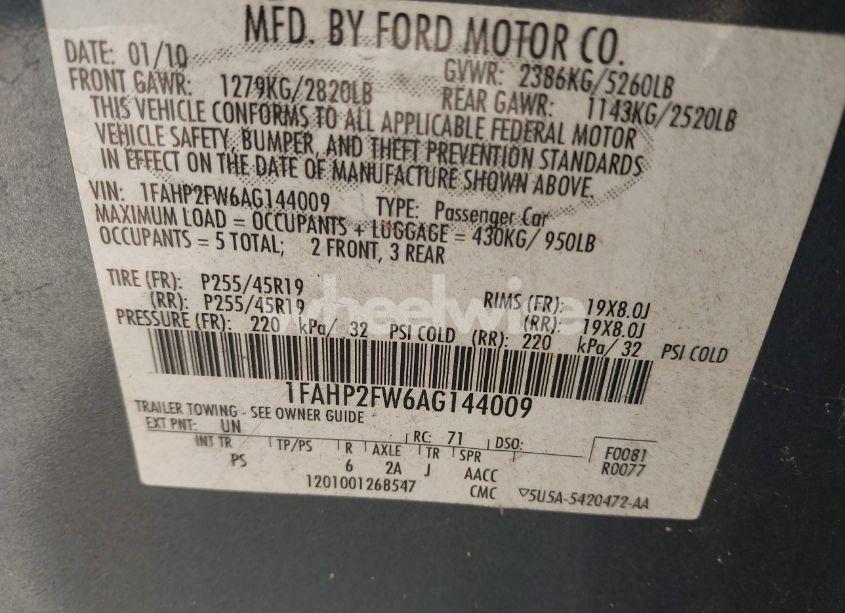 MFD. BY FORD MOTOR CO.
DATE: 01/10 GVWR: 2386KG/5260LB
FRONT GAWR: 1279KG/2820LB REAR GAWR: 1143KG/2520LB
THIS VEHICLE CONFORMS TO ALL APPLICABLE FEDERAL MOTOR
VEHICLE SAFETY, BUMPER, AND THEFT PREVENTION STANDARDS
IN EFFECT ON THE DATE OF MANUFACTURE SHOWN ABOVE.
VIN: 1FAHP2FW6AG144009 TYPE: Passenger Car
MAXIMUM LOAD = OCCUPANTS + LUGGAGE = 430KG/ 950LB
OCCUPANTS = 5 TOTAL; 2 FRONT, 3 REAR
TIRE (FR): P255/45R19 RIMS (FR): 19X8.0J
(RR): P255/45R19 (RR): 19X8.0J
wheelwise
PRESSURE (FR): 220 kPa/ 32 PSI COLD (RR): 220 kPa/ 32 PSI COLD
1FAHP2FW6AG144009
TRAILER TOWING - SEE OWNER GUIDE
EXT PNT: UN RC: 71 DSO:
INT TR TP/PS R AXLE TR SPR F0081
PS 6 2A J AACC R0077
1201001268547 CMC 5U5A-5420472-AA